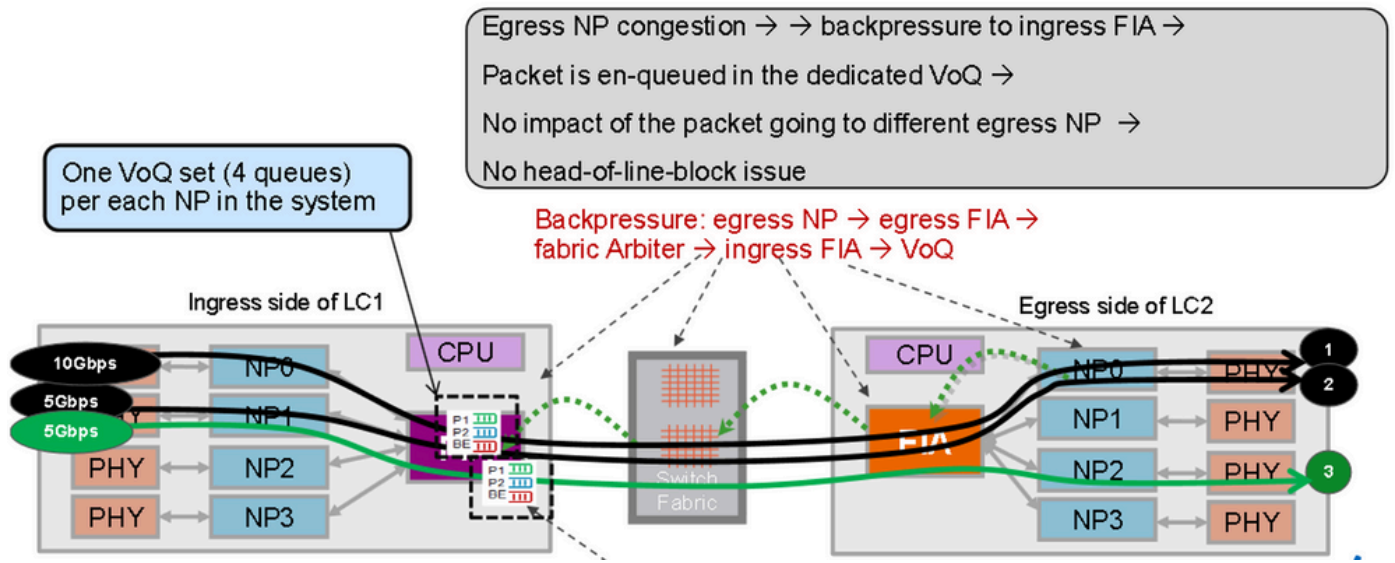 Egress NP congestion → → backpressure to ingress FIA →
Packet is en-queued in the dedicated VoQ →
No impact of the packet going to different egress NP →
No head-of-line-block issue
One VoQ set (4 queues)
per each NP in the system
Backpressure: egress NP → egress FIA →
fabric Arbiter → ingress FIA → VoQ
Ingress side of LC1
Egress side of LC2
10Gbps
NP0
CPU
5Gbps
NP1
5Gbps
PHY
NP2
PHY
NP3
P1
P2
BE
P1
P2
BE
Switch
Fabric
CPU
FIA
NP0
PHY
1
2
NP1
PHY
NP2
PHY
3
NP3
PHY